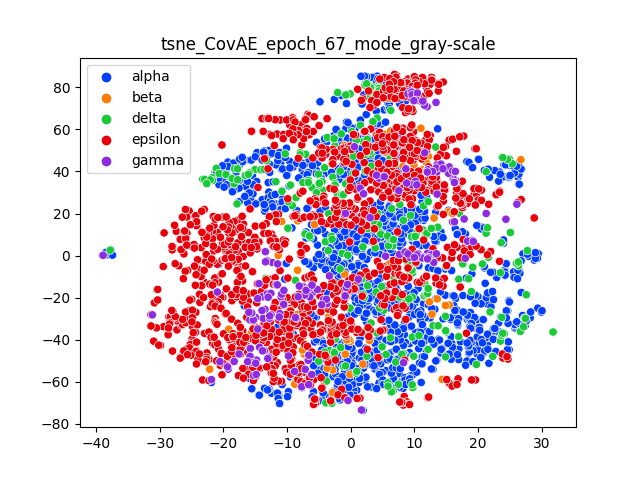 tsne_CovAE_epoch_67_mode_gray-scale
alpha
beta
delta
epsilon
gamma
80
60
40
20
0
−20
−40
−60
−80
−40 −30 −20 −10 0 10 20 30